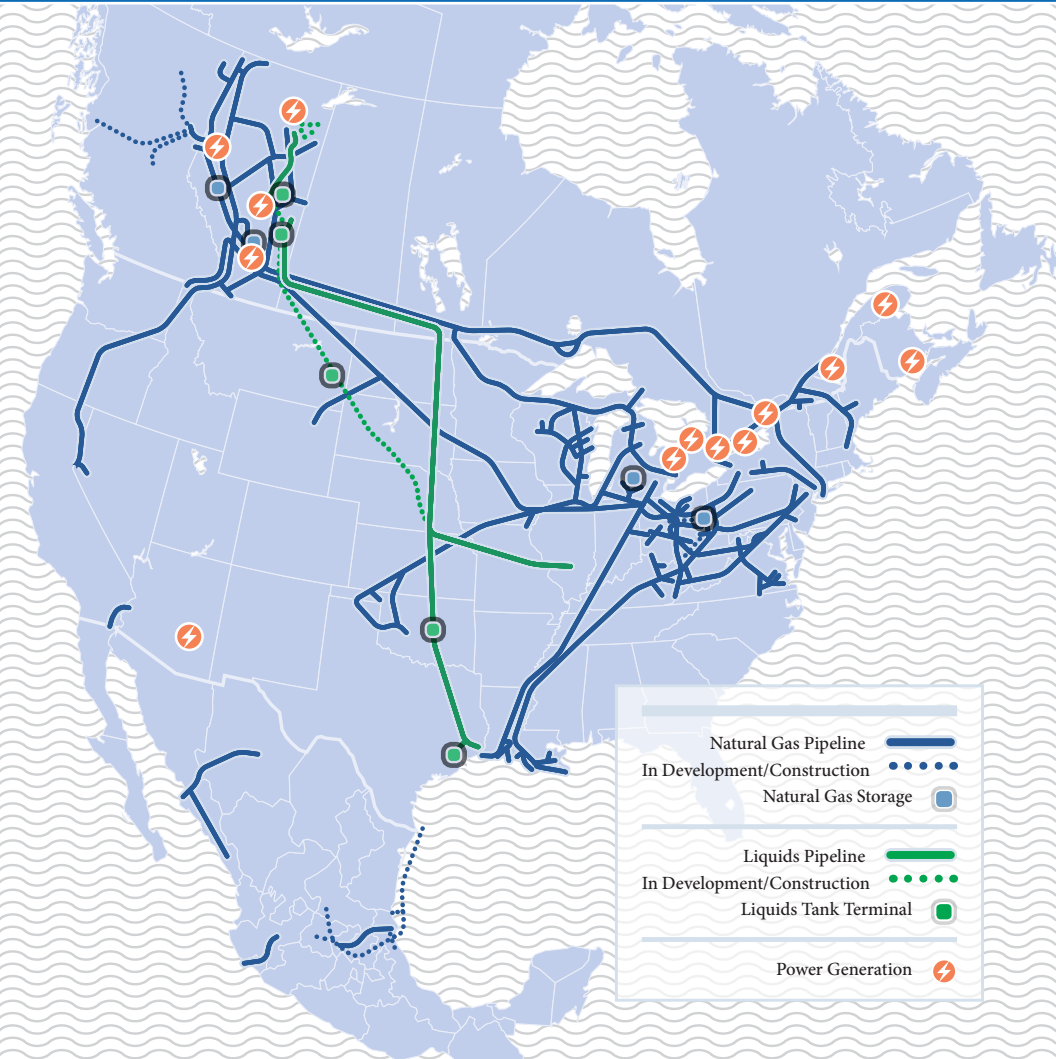 Natural Gas Pipeline
In Development/Construction
Natural Gas Storage
Liquids Pipeline
In Development/Construction
Liquids Tank Terminal
Power Generation